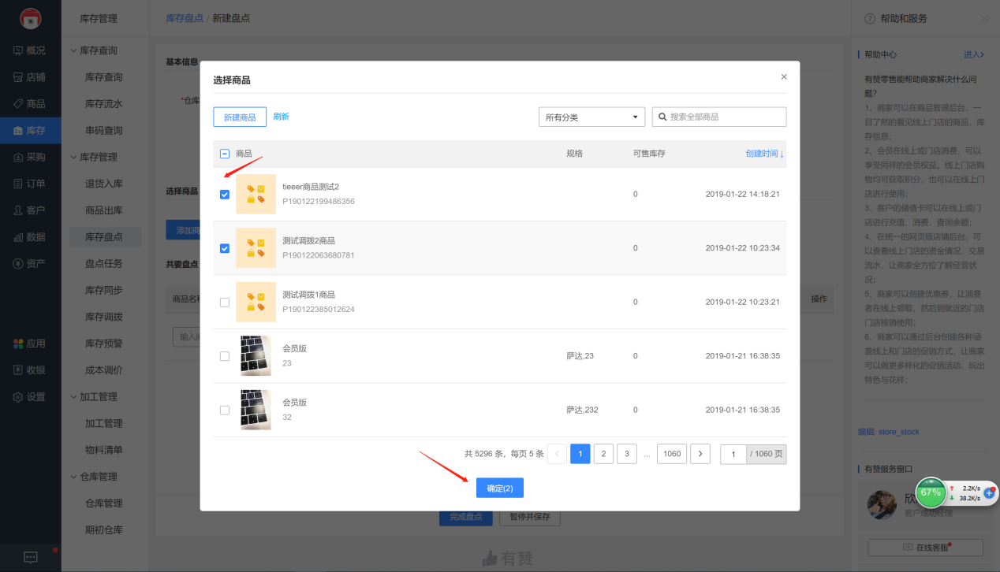 库存管理
库存盘点 / 新建盘点
帮助和服务
概况
店铺
商品
库存
采购
订单
客户
数据
资产
应用
收银
设置
库存查询
库存查询
库存流水
串码查询
库存管理
退货入库
商品出库
库存盘点
盘点任务
库存同步
库存调拨
库存预警
成本调价
加工管理
加工管理
物料清单
仓库管理
仓库管理
期初仓库
基本信息
*仓库
选择商品
添加商
共要盘点
商品名称
操作
输入商
选择商品
新建商品 刷新
所有分类
搜索全部商品
商品 规格 可售库存 创建时间↓
tieeer商品测试2
P190122199486356
0 2019-01-22 14:18:21
测试调拨2商品
P190122063680781
0 2019-01-22 10:23:34
测试调拨1商品
P190122385012624
0 2019-01-22 10:23:21
会员版
23
萨达,23 0 2019-01-21 16:38:35
会员版
32
萨达,232 0 2019-01-21 16:38:35
共 5296 条，每页 5 条 1 2 3 ... 1060 1 / 1060 页
确定(2)
完成盘点 暂停并保存
有赞
帮助中心 进入
有赞零售能帮助商家解决什么问
题?
1、商家可以在商品管理后台，一
目了然的看见线上门店的商品，库
存信息；
2、会员在线上或门店消费，可以
享受同样的会员权益。线上门店购
物均可获取积分，也可以在线上门
店进行使用；
3、客户的储值卡可以在线上或门
店进行充值、消费、查询余额；
4、在统一的网页版店铺后台，可
以查看线上门店的资金情况、交易
流水，让商家全方位了解经营状
况；
5、商家可以创建优惠券，让消费
者在线上领取，然后到就近的门店
门店核销使用；
6、商家可以通过后台创建各种涵
盖线上和门店的促销方式，让商家
可以做更多样化的促销活动，玩出
特色与花样；
编辑: store_stock
有赞服务窗口
67%
2.2K/s
38.2K/s
欣
客户成功经理
在线客服